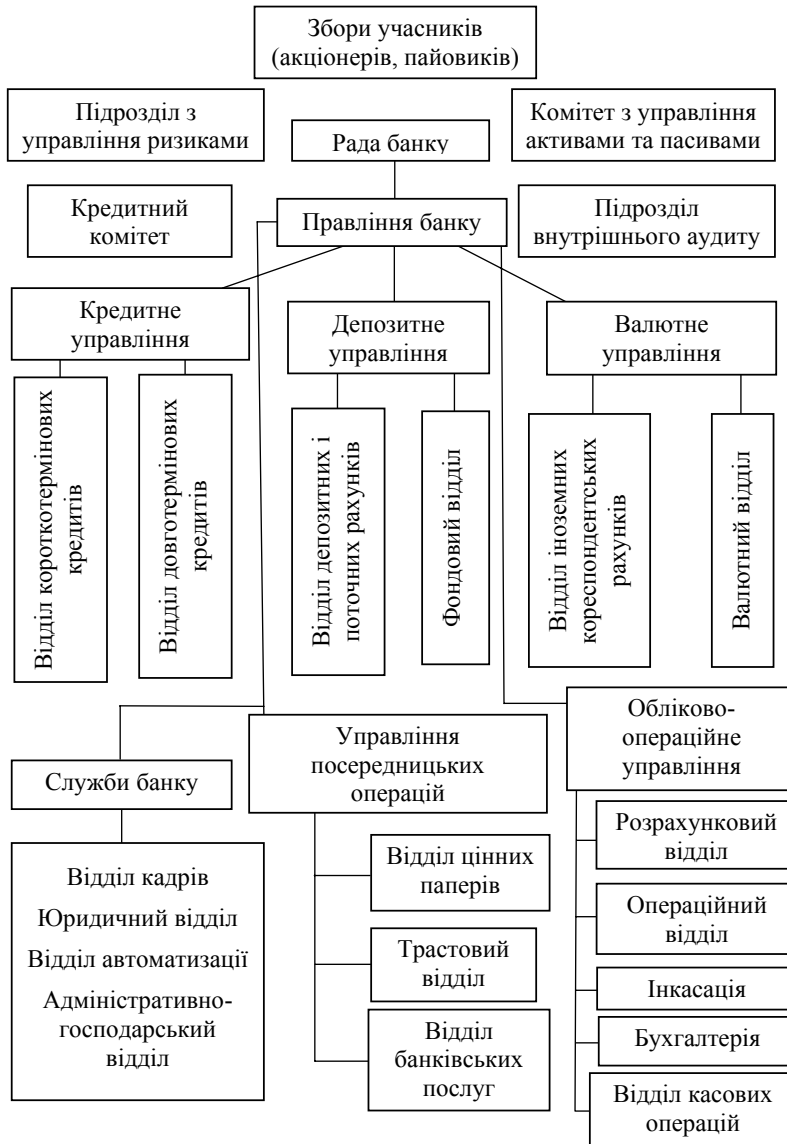 Збори учасників
(акціонерів, пайовиків)
Підрозділ з
управління ризиками
Рада банку
Комітет з управління
активами та пасивами
Кредитний
комітет
Правління банку
Підрозділ
внутрішнього аудиту
Кредитне
управління
Депозитне
управління
Валютне
управління
Відділ короткотермінових
кредитів
Відділ довготермінових
кредитів
Відділ депозитних і
поточних рахунків
Фондовий відділ
Відділ іноземних
кореспондентських
рахунків
Валютний відділ
Служби банку
Управління
посередницьких
операцій
Обліково-
операційне
управління
Відділ кадрів
Юридичний відділ
Відділ автоматизації
Адміністративно-
господарський
відділ
Відділ цінних
паперів
Трастовий
відділ
Відділ
банківських
послуг
Розрахунковий
відділ
Операційний
відділ
Інкасація
Бухгалтерія
Відділ касових
операцій